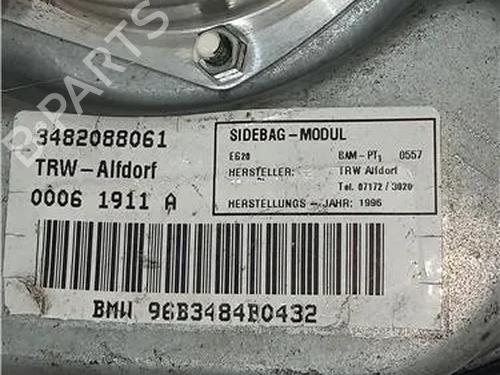 B-PARTS
3482088061
TRW-Alfdorf
0006 1911 A
SIDEBAG-MODUL
EG20 BAM-PT1 0557
HERSTELLER: TRW Alfdorf
Tel. 07172 / 3020
HERSTELLUNGS-JAHR: 1996
BMW 96B3484B0432